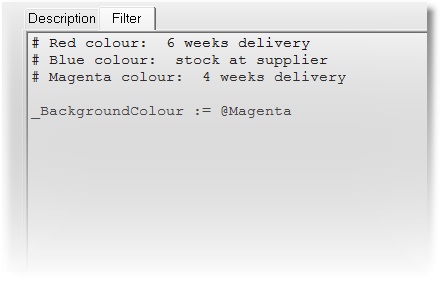 Description Filter
# Red colour:  6 weeks delivery
# Blue colour:  stock at supplier
# Magenta colour:  4 weeks delivery
_BackgroundColour := @Magenta